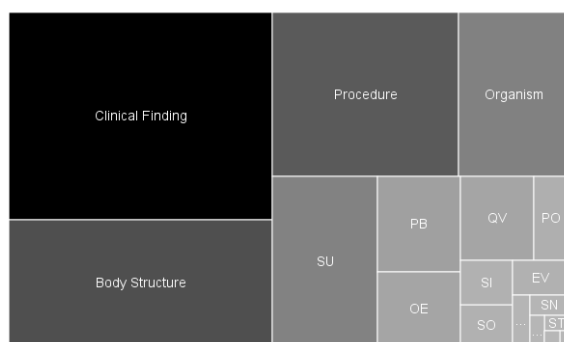 Clinical Finding
Procedure
Organism
Body Structure
SU
PB
OE
QV
PO
SI
EV
SO
SN
ST
...
...